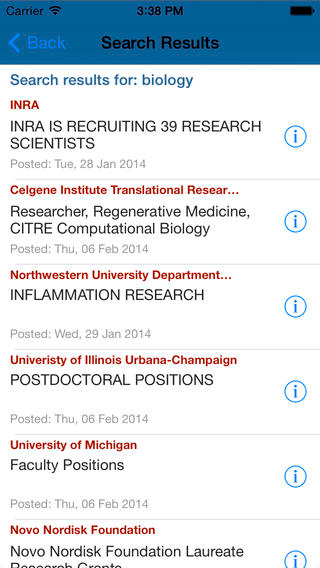 Carrier 3:38 PM
Back Search Results
Search results for: biology
INRA
INRA IS RECRUITING 39 RESEARCH
SCIENTISTS
Posted: Tue, 28 Jan 2014
Celgene Institute Translational Resear...
Researcher, Regenerative Medicine,
CITRE Computational Biology
Posted: Thu, 06 Feb 2014
Northwestern University Department...
INFLAMMATION RESEARCH
Posted: Wed, 29 Jan 2014
Univeristy of Illinois Urbana-Champaign
POSTDOCTORAL POSITIONS
Posted: Thu, 06 Feb 2014
University of Michigan
Faculty Positions
Posted: Thu, 06 Feb 2014
Novo Nordisk Foundation
Novo Nordisk Foundation Laureate
Research Grants